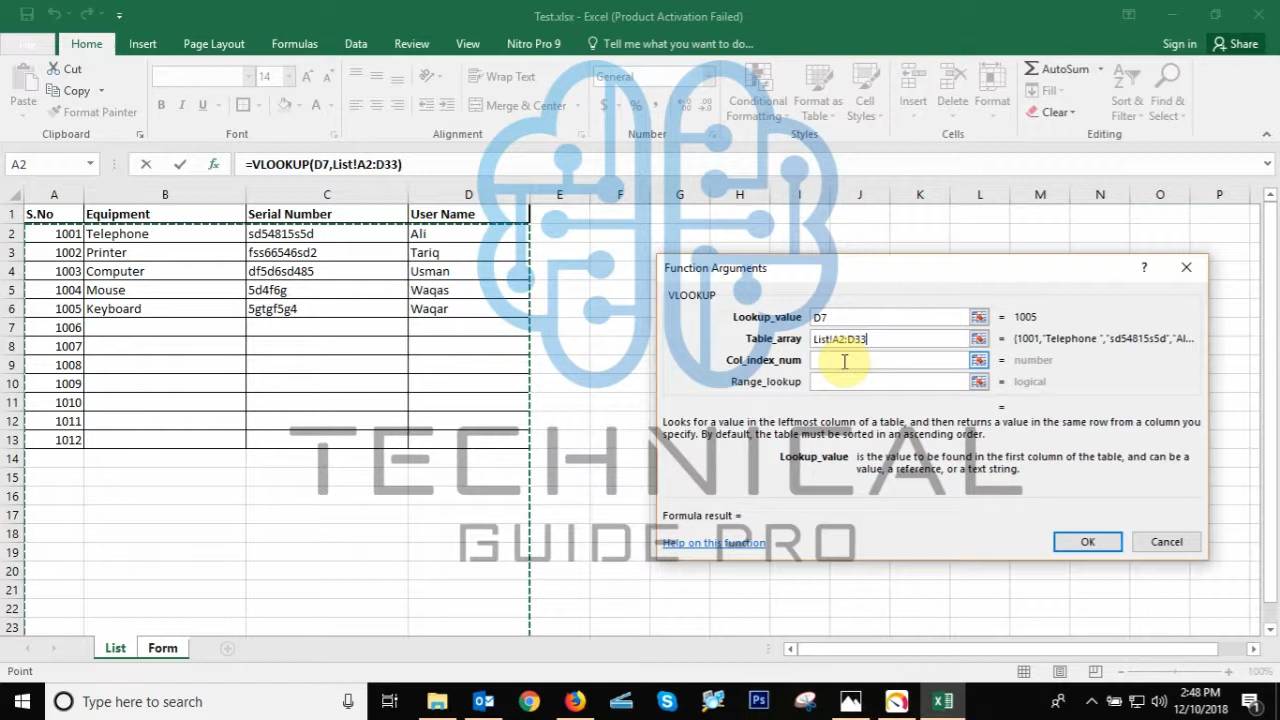 Test.xlsx - Excel (Product Activation Failed)
File Home Insert Page Layout Formulas Data Review View Nitro Pro 9 Tell me what you want to do... Sign in Share
Cut
Copy
Format Painter
Paste
Clipboard
14
B I U
Font
Wrap Text
Merge & Center
Alignment
General
$ % ,
Number
Conditional Formatting
Format as Table
Cell Styles
Styles
Insert Delete Format
Cells
AutoSum
Fill
Clear
Sort & Filter
Find & Select
Editing
A2 fx =VLOOKUP(D7,List!A2:D33)
A B C D E F G H I J K L M N O P
1 S.No Equipment Serial Number User Name
2 1001 Telephone sd54815s5d Ali
3 1002 Printer fss66546sd2 Tariq
4 1003 Computer df5d6sd485 Usman
5 1004 Mouse 5d4f6g Waqas
6 1005 Keyboard 5gtgf5g4 Waqar
7 1006
8 1007
9 1008
10 1009
11 1010
12 1011
13 1012
14
15
16
17
18
19
20
21
22
23
Function Arguments ?
VLOOKUP
Lookup_value D7 = 1005
Table_array List!A2:D33 = {1001,"Telephone ","sd54815s5d","Al...
Col_index_num = number
Range_lookup = logical
=
Looks for a value in the leftmost column of a table, and then returns a value in the same row from a column you
specify. By default, the table must be sorted in an ascending order.
Lookup_value is the value to be found in the first column of the table, and can be a
value, a reference, or a text string.
Formula result =
Help on this function
OK Cancel
TECHNICAL
GUIDE PRO
List Form
Point 100%
Type here to search
2:48 PM
12/10/2018
1